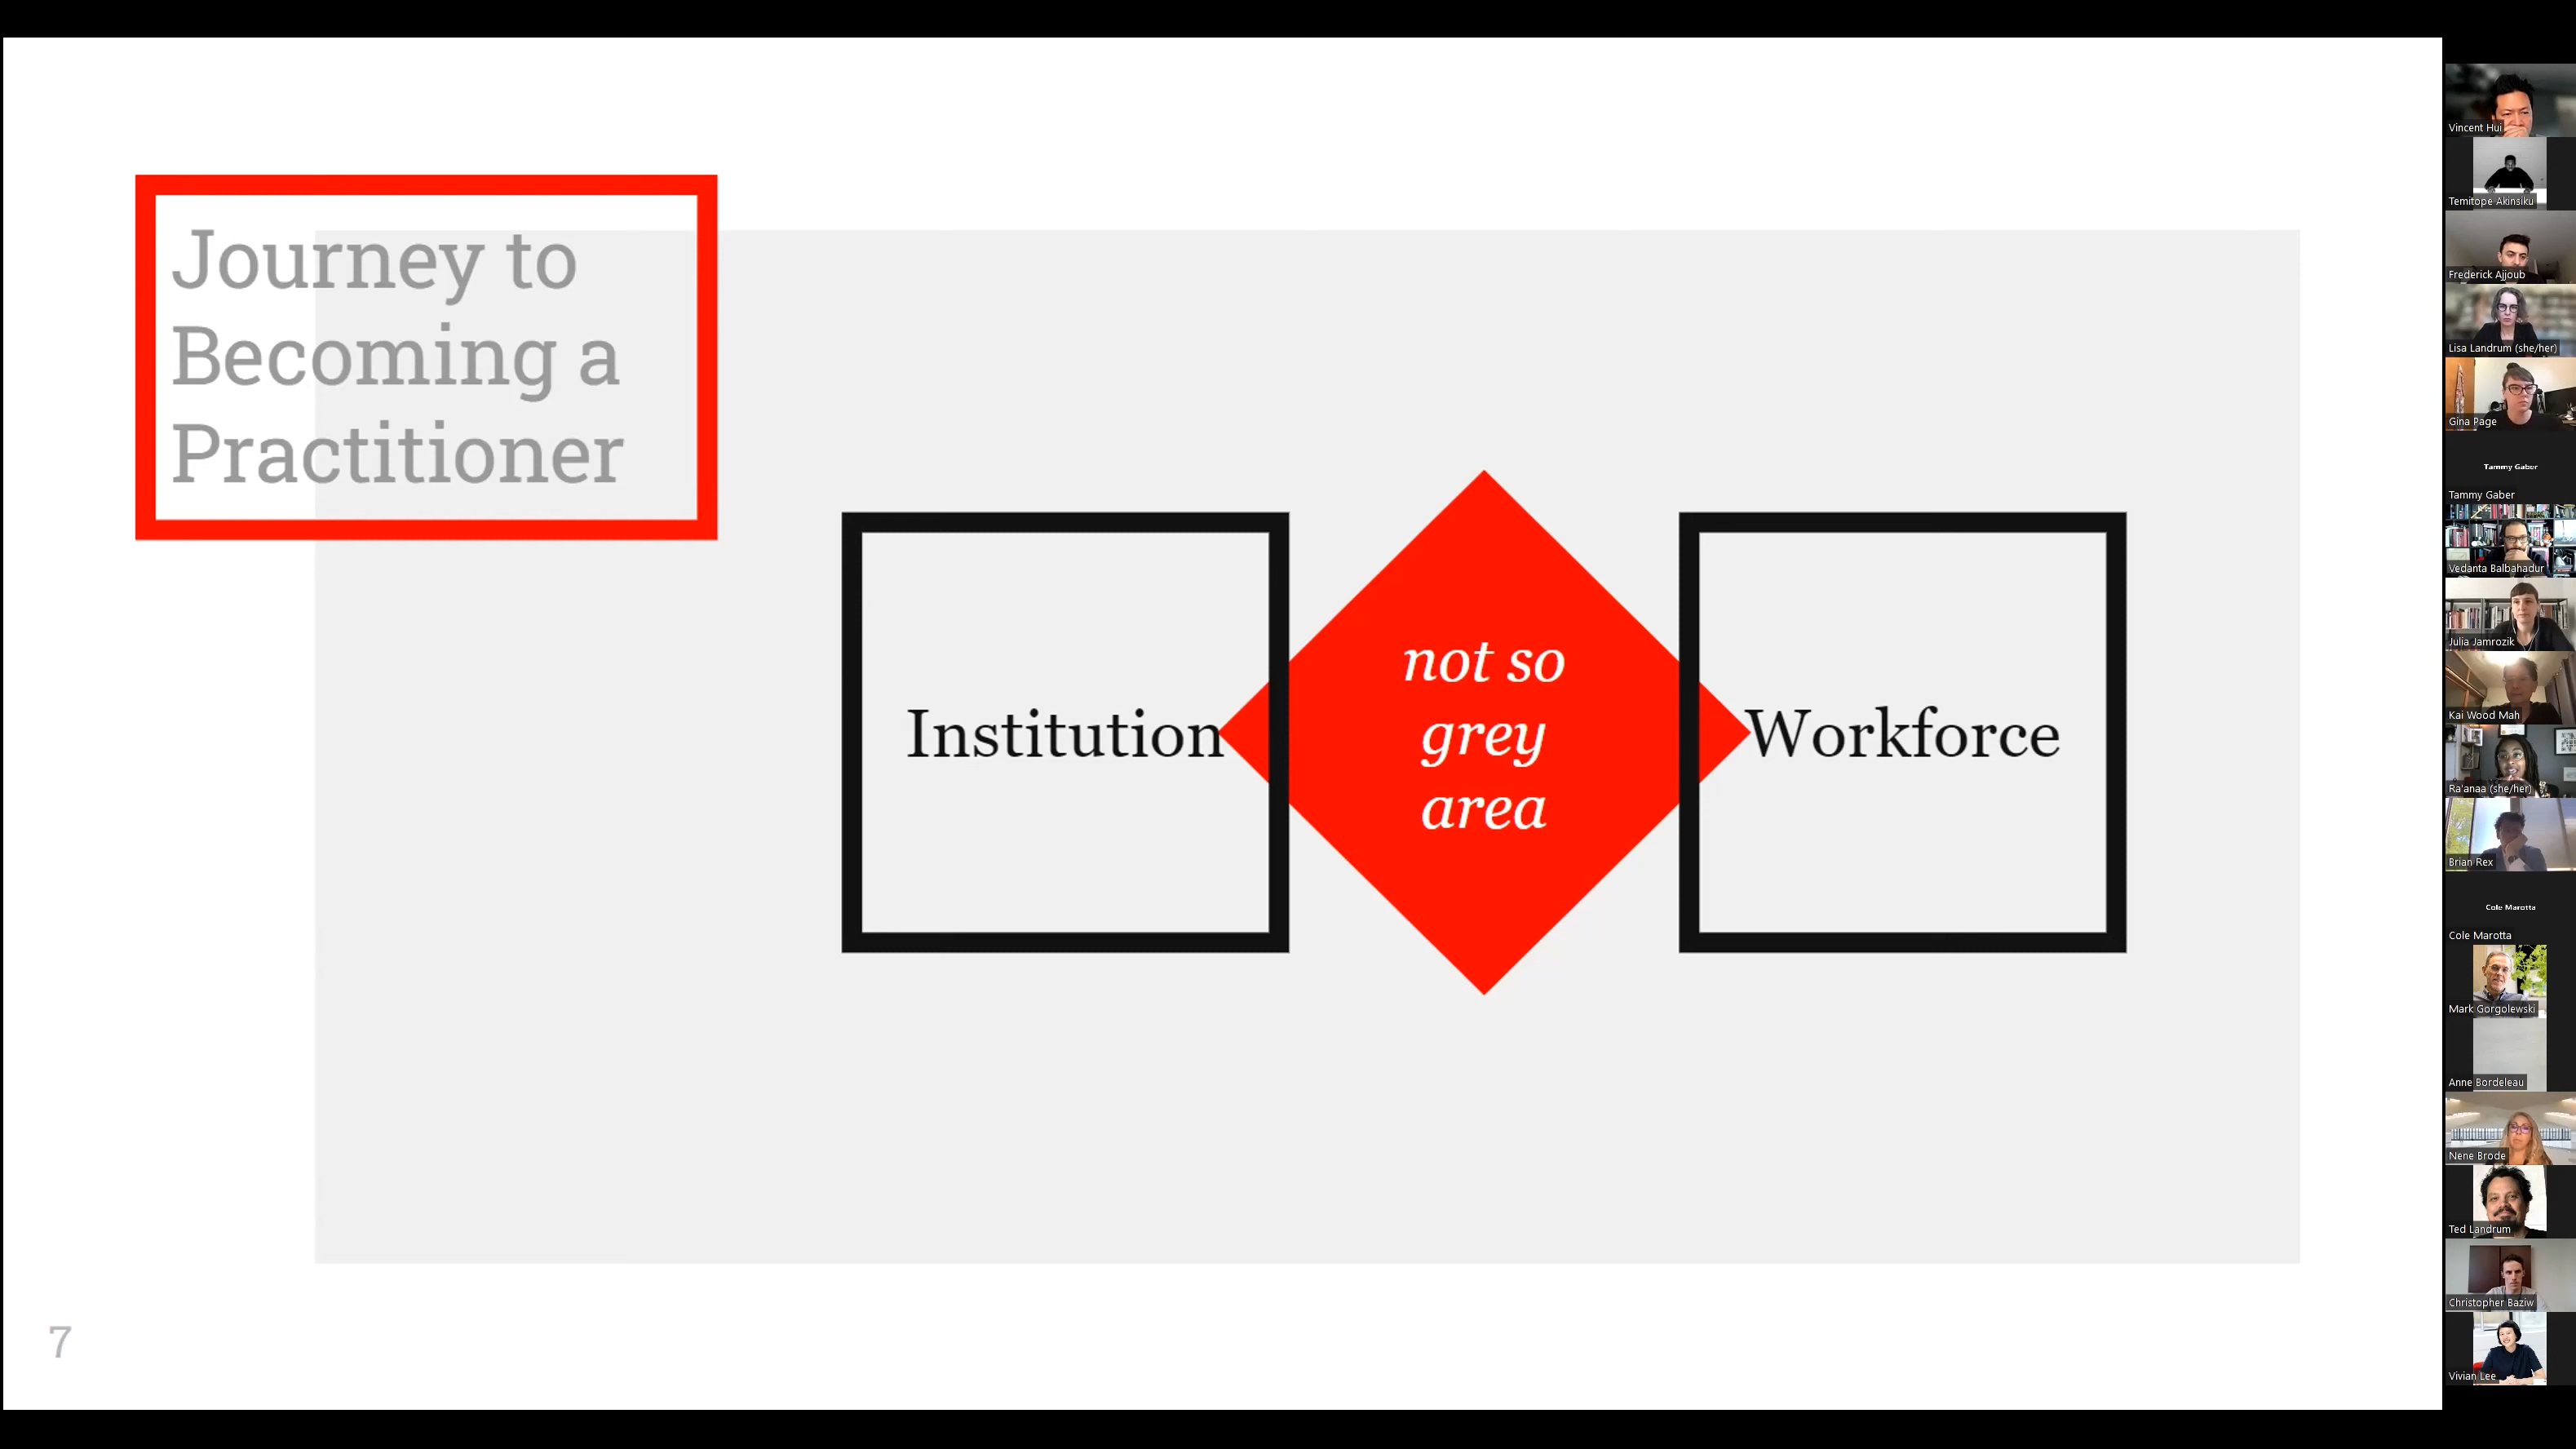 Journey to
Becoming a
Practitioner
Institution
not so
grey
area
Workforce
7
Vincent Hui
Temitope Akinsiku
Frederick Ajjoub
Lisa Landrum (she/her)
Gina Page
Tammy Gaber
Tammy Gaber
Vedanta Balbahadur
Julia Jamrozik
Kai Wood Mah
Ra'anaa (she/her)
Brian Rex
Cole Marotta
Cole Marotta
Mark Gorgolewski
Anne Bordeleau
Nene Brode
Ted Landrum
Christopher Baziw
Vivian Lee